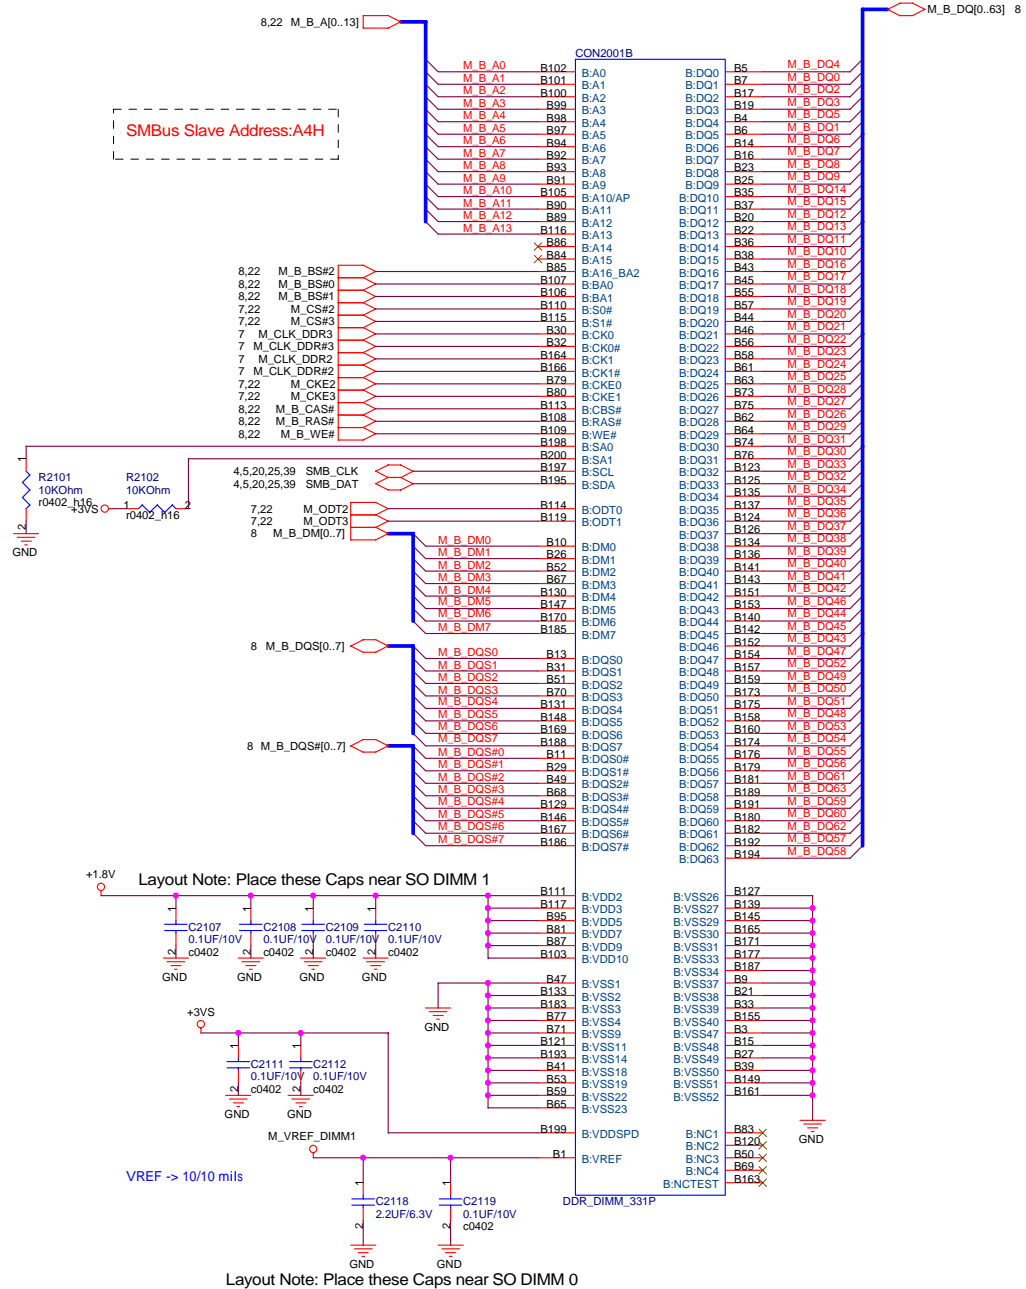 8,22 M_B_A[0..13]
M_B_DQ[0..63] 8
CON2001B
SMBus Slave Address:A4H
M_B_A0 B102 B:A0
M_B_A1 B101 B:A1
M_B_A2 B100 B:A2
M_B_A3 B99 B:A3
M_B_A4 B98 B:A4
M_B_A5 B97 B:A5
M_B_A6 B94 B:A6
M_B_A7 B92 B:A7
M_B_A8 B93 B:A8
M_B_A9 B91 B:A9
M_B_A10 B105 B:A10/AP
M_B_A11 B90 B:A11
M_B_A12 B89 B:A12
M_B_A13 B116 B:A13
B86 B:A14
B84 B:A15
8,22 M_B_BS#2 B85 B:A16_BA2
8,22 M_B_BS#0 B107 B:BA0
8,22 M_B_BS#1 B106 B:BA1
7,22 M_CS#2 B110 B:S0#
7,22 M_CS#3 B115 B:S1#
7 M_CLK_DDR3 B30 B:CK0
7 M_CLK_DDR#3 B32 B:CK0#
7 M_CLK_DDR2 B164 B:CK1
7 M_CLK_DDR#2 B166 B:CK1#
7,22 M_CKE2 B79 B:CKE0
7,22 M_CKE3 B80 B:CKE1
8,22 M_B_CAS# B113 B:CBS#
8,22 M_B_RAS# B108 B:RAS#
8,22 M_B_WE# B109 B:WE#
B198 B:SA0
B200 B:SA1
4,5,20,25,39 SMB_CLK B197 B:SCL
4,5,20,25,39 SMB_DAT B195 B:SDA
1
R2101
10KOhm
r0402_h16
2
GND
R2102
10KOhm
+3VS 1 2
r0402_h16
7,22 M_ODT2 B114 B:ODT0
7,22 M_ODT3 B119 B:ODT1
8 M_B_DM[0..7]
M_B_DM0 B10 B:DM0
M_B_DM1 B26 B:DM1
M_B_DM2 B52 B:DM2
M_B_DM3 B67 B:DM3
M_B_DM4 B130 B:DM4
M_B_DM5 B147 B:DM5
M_B_DM6 B170 B:DM6
M_B_DM7 B185 B:DM7
8 M_B_DQS[0..7]
M_B_DQS0 B13 B:DQS0
M_B_DQS1 B31 B:DQS1
M_B_DQS2 B51 B:DQS2
M_B_DQS3 B70 B:DQS3
M_B_DQS4 B131 B:DQS4
M_B_DQS5 B148 B:DQS5
M_B_DQS6 B169 B:DQS6
M_B_DQS7 B188 B:DQS7
8 M_B_DQS#[0..7]
M_B_DQS#0 B11 B:DQS0#
M_B_DQS#1 B29 B:DQS1#
M_B_DQS#2 B49 B:DQS2#
M_B_DQS#3 B68 B:DQS3#
M_B_DQS#4 B129 B:DQS4#
M_B_DQS#5 B146 B:DQS5#
M_B_DQS#6 B167 B:DQS6#
M_B_DQS#7 B186 B:DQS7#
B:DQ0 B5 M_B_DQ4
B:DQ1 B7 M_B_DQ0
B:DQ2 B17 M_B_DQ2
B:DQ3 B19 M_B_DQ3
B:DQ4 B4 M_B_DQ5
B:DQ5 B6 M_B_DQ1
B:DQ6 B14 M_B_DQ6
B:DQ7 B16 M_B_DQ7
B:DQ8 B23 M_B_DQ8
B:DQ9 B25 M_B_DQ9
B:DQ10 B35 M_B_DQ14
B:DQ11 B37 M_B_DQ15
B:DQ12 B20 M_B_DQ12
B:DQ13 B22 M_B_DQ13
B:DQ14 B36 M_B_DQ11
B:DQ15 B38 M_B_DQ10
B:DQ16 B43 M_B_DQ16
B:DQ17 B45 M_B_DQ17
B:DQ18 B55 M_B_DQ18
B:DQ19 B57 M_B_DQ19
B:DQ20 B44 M_B_DQ20
B:DQ21 B46 M_B_DQ21
B:DQ22 B56 M_B_DQ22
B:DQ23 B58 M_B_DQ23
B:DQ24 B61 M_B_DQ24
B:DQ25 B63 M_B_DQ25
B:DQ26 B73 M_B_DQ28
B:DQ27 B75 M_B_DQ27
B:DQ28 B62 M_B_DQ26
B:DQ29 B64 M_B_DQ29
B:DQ30 B74 M_B_DQ31
B:DQ31 B76 M_B_DQ30
B:DQ32 B123 M_B_DQ33
B:DQ33 B125 M_B_DQ32
B:DQ34 B135 M_B_DQ34
B:DQ35 B137 M_B_DQ35
B:DQ36 B124 M_B_DQ36
B:DQ37 B126 M_B_DQ37
B:DQ38 B134 M_B_DQ38
B:DQ39 B136 M_B_DQ39
B:DQ40 B141 M_B_DQ40
B:DQ41 B143 M_B_DQ41
B:DQ42 B151 M_B_DQ42
B:DQ43 B153 M_B_DQ46
B:DQ44 B140 M_B_DQ44
B:DQ45 B142 M_B_DQ45
B:DQ46 B152 M_B_DQ43
B:DQ47 B154 M_B_DQ47
B:DQ48 B157 M_B_DQ52
B:DQ49 B159 M_B_DQ49
B:DQ50 B173 M_B_DQ50
B:DQ51 B175 M_B_DQ51
B:DQ52 B158 M_B_DQ48
B:DQ53 B160 M_B_DQ53
B:DQ54 B174 M_B_DQ54
B:DQ55 B176 M_B_DQ55
B:DQ56 B179 M_B_DQ56
B:DQ57 B181 M_B_DQ61
B:DQ58 B189 M_B_DQ63
B:DQ59 B191 M_B_DQ59
B:DQ60 B180 M_B_DQ60
B:DQ61 B182 M_B_DQ62
B:DQ62 B192 M_B_DQ57
B:DQ63 B194 M_B_DQ58
+1.8V
Layout Note: Place these Caps near SO DIMM 1
1 C2107 0.1UF/10V c0402 2 GND
1 C2108 0.1UF/10V c0402 2 GND
1 C2109 0.1UF/10V c0402 2 GND
1 C2110 0.1UF/10V c0402 2 GND
B111 B:VDD2
B117 B:VDD3
B95 B:VDD5
B81 B:VDD7
B87 B:VDD9
B103 B:VDD10
GND
B47 B:VSS1
B133 B:VSS2
B183 B:VSS3
B77 B:VSS4
B71 B:VSS9
B121 B:VSS11
B193 B:VSS14
B41 B:VSS18
B53 B:VSS19
B59 B:VSS22
B65 B:VSS23
B:VSS26 B127
B:VSS27 B139
B:VSS29 B145
B:VSS30 B165
B:VSS31 B171
B:VSS33 B177
B:VSS34 B187
B:VSS37 B9
B:VSS38 B21
B:VSS39 B33
B:VSS40 B155
B:VSS47 B3
B:VSS48 B15
B:VSS49 B27
B:VSS50 B39
B:VSS51 B149
B:VSS52 B161
GND
+3VS
1 C2111 0.1UF/10V c0402 2 GND
1 C2112 0.1UF/10V c0402 2 GND
B199 B:VDDSPD
M_VREF_DIMM1
B1 B:VREF
B:NC1 B83
B:NC2 B120
B:NC3 B50
B:NC4 B69
B:NCTEST B163
DDR_DIMM_331P
VREF -> 10/10 mils
1 C2118 2.2UF/6.3V 2 GND
1 C2119 0.1UF/10V c0402 2 GND
Layout Note: Place these Caps near SO DIMM 0